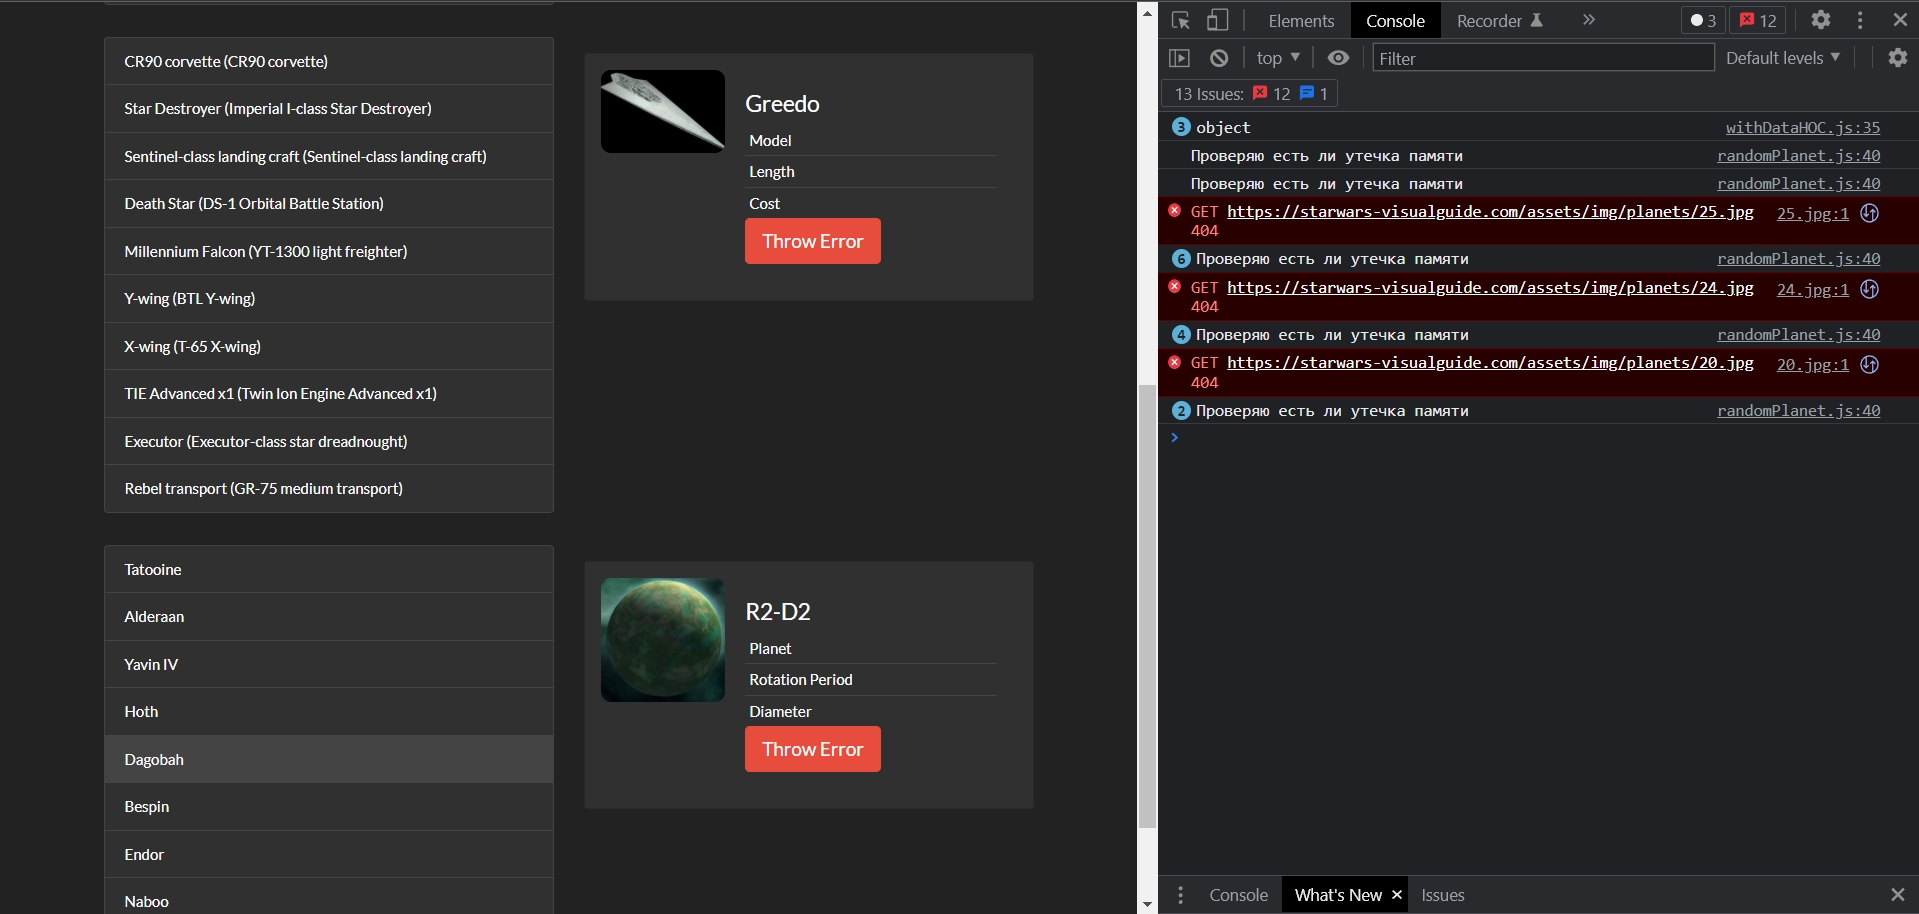 CR90 corvette (CR90 corvette)
Star Destroyer (Imperial I-class Star Destroyer)
Sentinel-class landing craft (Sentinel-class landing craft)
Death Star (DS-1 Orbital Battle Station)
Millennium Falcon (YT-1300 light freighter)
Y-wing (BTL Y-wing)
X-wing (T-65 X-wing)
TIE Advanced x1 (Twin Ion Engine Advanced x1)
Executor (Executor-class star dreadnought)
Rebel transport (GR-75 medium transport)
Greedo
Model
Length
Cost
Throw Error
Tatooine
Alderaan
Yavin IV
Hoth
Dagobah
Bespin
Endor
Naboo
R2-D2
Planet
Rotation Period
Diameter
Throw Error
Elements Console Recorder 3 12
top Filter Default levels
13 Issues: 12 1
3 object withDataHOC.js:35
Проверяю есть ли утечка памяти randomPlanet.js:40
Проверяю есть ли утечка памяти randomPlanet.js:40
GET https://starwars-visualguide.com/assets/img/planets/25.jpg 25.jpg:1
404
6 Проверяю есть ли утечка памяти randomPlanet.js:40
GET https://starwars-visualguide.com/assets/img/planets/24.jpg 24.jpg:1
404
4 Проверяю есть ли утечка памяти randomPlanet.js:40
GET https://starwars-visualguide.com/assets/img/planets/20.jpg 20.jpg:1
404
2 Проверяю есть ли утечка памяти randomPlanet.js:40
Console What's New Issues